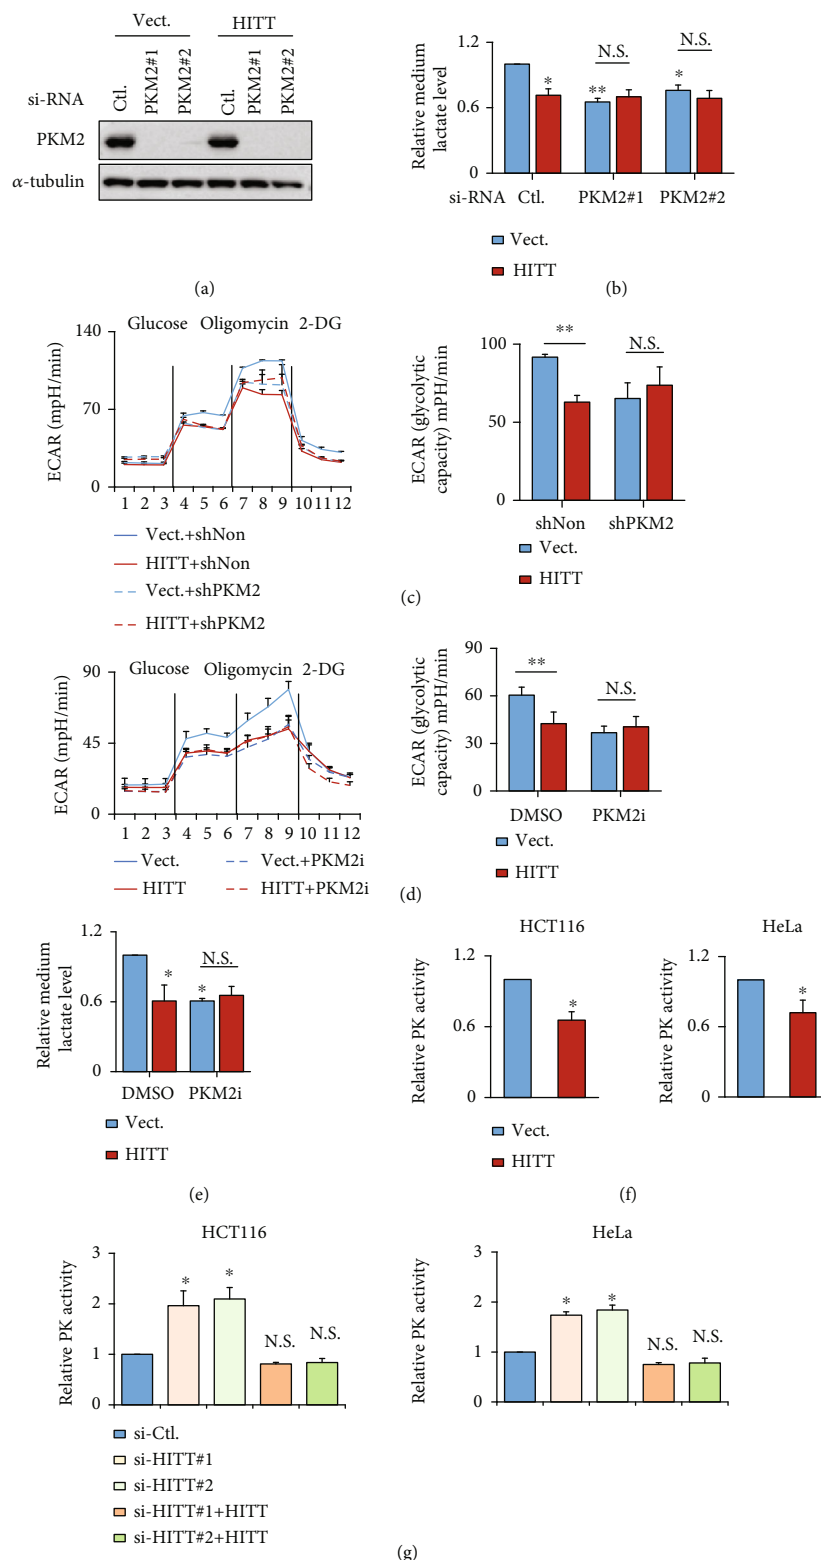 Vect. HITT
si-RNA Ctl. PKM2#1 PKM2#2 Ctl. PKM2#1 PKM2#2
PKM2
α-tubulin
(a)
Relative medium
lactate level
1.2
0.6
0
* ** N.S. * N.S.
si-RNA Ctl. PKM2#1 PKM2#2
Vect.
HITT
(b)
Glucose Oligomycin 2-DG
ECAR (mpH/min)
140
70
0
1 2 3 4 5 6 7 8 9 10 11 12
Vect.+shNon
HITT+shNon
Vect.+shPKM2
HITT+shPKM2
ECAR (glycolytic
capacity) mPH/min
100
50
0
** N.S.
shNon shPKM2
Vect.
HITT
(c)
Glucose Oligomycin 2-DG
ECAR (mpH/min)
90
45
0
1 2 3 4 5 6 7 8 9 10 11 12
Vect. Vect.+PKM2i
HITT HITT+PKM2i
ECAR (glycolytic
capacity) mPH/min
90
60
30
0
** N.S.
DMSO PKM2i
Vect.
HITT
(d)
Relative medium
lactate level
1.2
0.6
0
* * N.S.
DMSO PKM2i
Vect.
HITT
(e)
HCT116
Relative PK activity
1.2
0.6
0
*
Vect.
HITT
HeLa
Relative PK activity
1.2
0.6
0
*
(f)
HCT116
Relative PK activity
3
2
1
0
* * N.S. N.S.
si-Ctl.
si-HITT#1
si-HITT#2
si-HITT#1+HITT
si-HITT#2+HITT
HeLa
Relative PK activity
3
2
1
0
* * N.S. N.S.
(g)